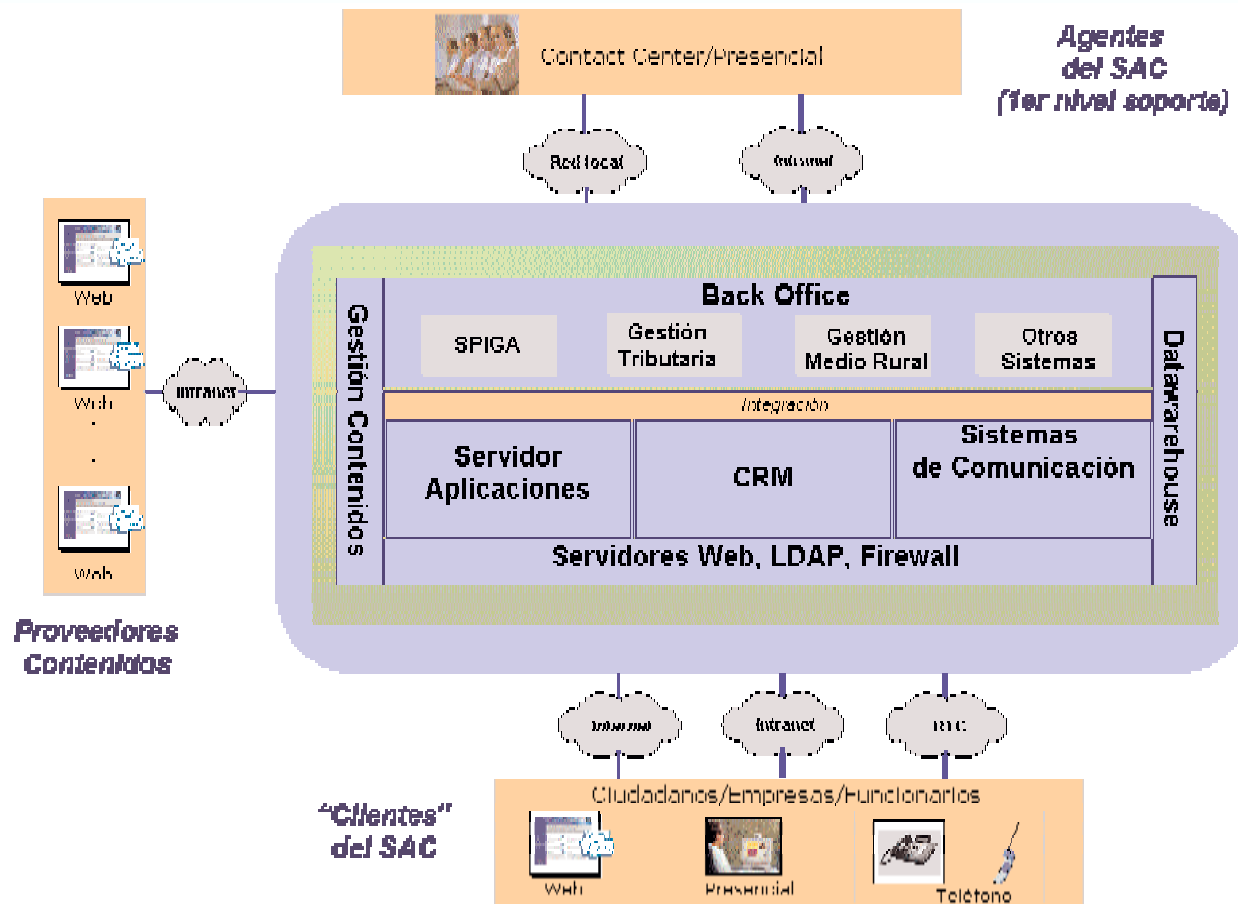 Contact Center/Presencial
Agentes
del SAC
(1er nivel soporte)
Red local
Internet
Web
Web
.
.
Web
Intranet
Proveedores
Contenidos
Gestión Contenidos
Back Office
SPIGA
Gestión
Tributaria
Gestión
Medio Rural
Otros
Sistemas
Integración
Servidor
Aplicaciones
CRM
Sistemas
de Comunicación
Servidores Web, LDAP, Firewall
Datawarehouse
Internet
Intranet
RTC
"Clientes"
del SAC
Ciudadanos/Empresas/Funcionarios
Web
Presencial
Teléfono